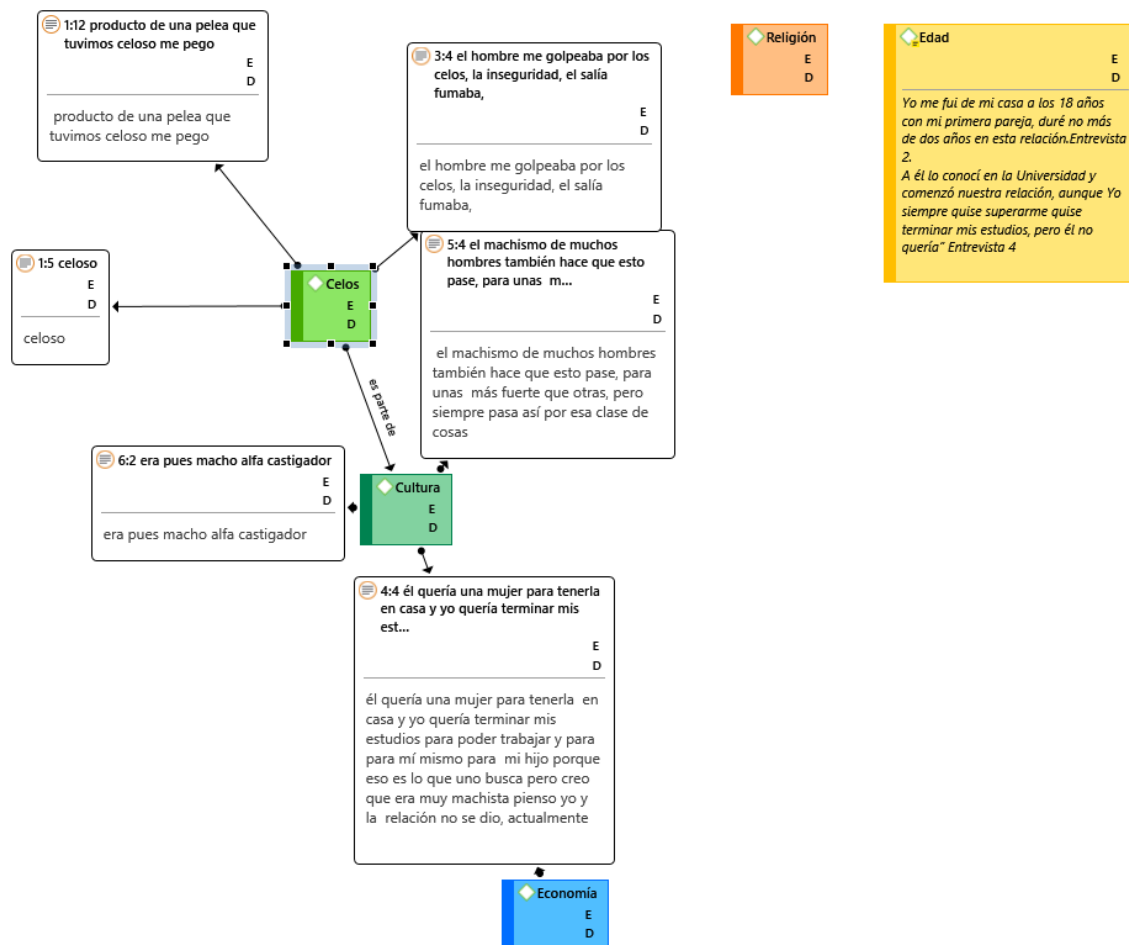 1:12 producto de una pelea que
tuvimos celoso me pego
E
D
producto de una pelea que
tuvimos celoso me pego
3:4 el hombre me golpeaba por los
celos, la inseguridad, el salía
fumaba,
E
D
el hombre me golpeaba por los
celos, la inseguridad, el salía
fumaba,
Religión
E
D
Edad
E
D
Yo me fui de mi casa a los 18 años
con mi primera pareja, duré no más
de dos años en esta relación.Entrevista
2.
A él lo conocí en la Universidad y
comenzó nuestra relación, aunque Yo
siempre quise superarme quise
terminar mis estudios, pero él no
quería" Entrevista 4
1:5 celoso
E
D
celoso
Celos
E
D
es parte de
5:4 el machismo de muchos
hombres también hace que esto
pase, para unas m...
E
D
el machismo de muchos hombres
también hace que esto pase, para
unas más fuerte que otras, pero
siempre pasa así por esa clase de
cosas
6:2 era pues macho alfa castigador
E
D
era pues macho alfa castigador
Cultura
E
D
4:4 él quería una mujer para tenerla
en casa y yo quería terminar mis
est...
E
D
él quería una mujer para tenerla en
casa y yo quería terminar mis
estudios para poder trabajar y para
para mí mismo para mi hijo porque
eso es lo que uno busca pero creo
que era muy machista pienso yo y
la relación no se dio, actualmente
Economía
E
D